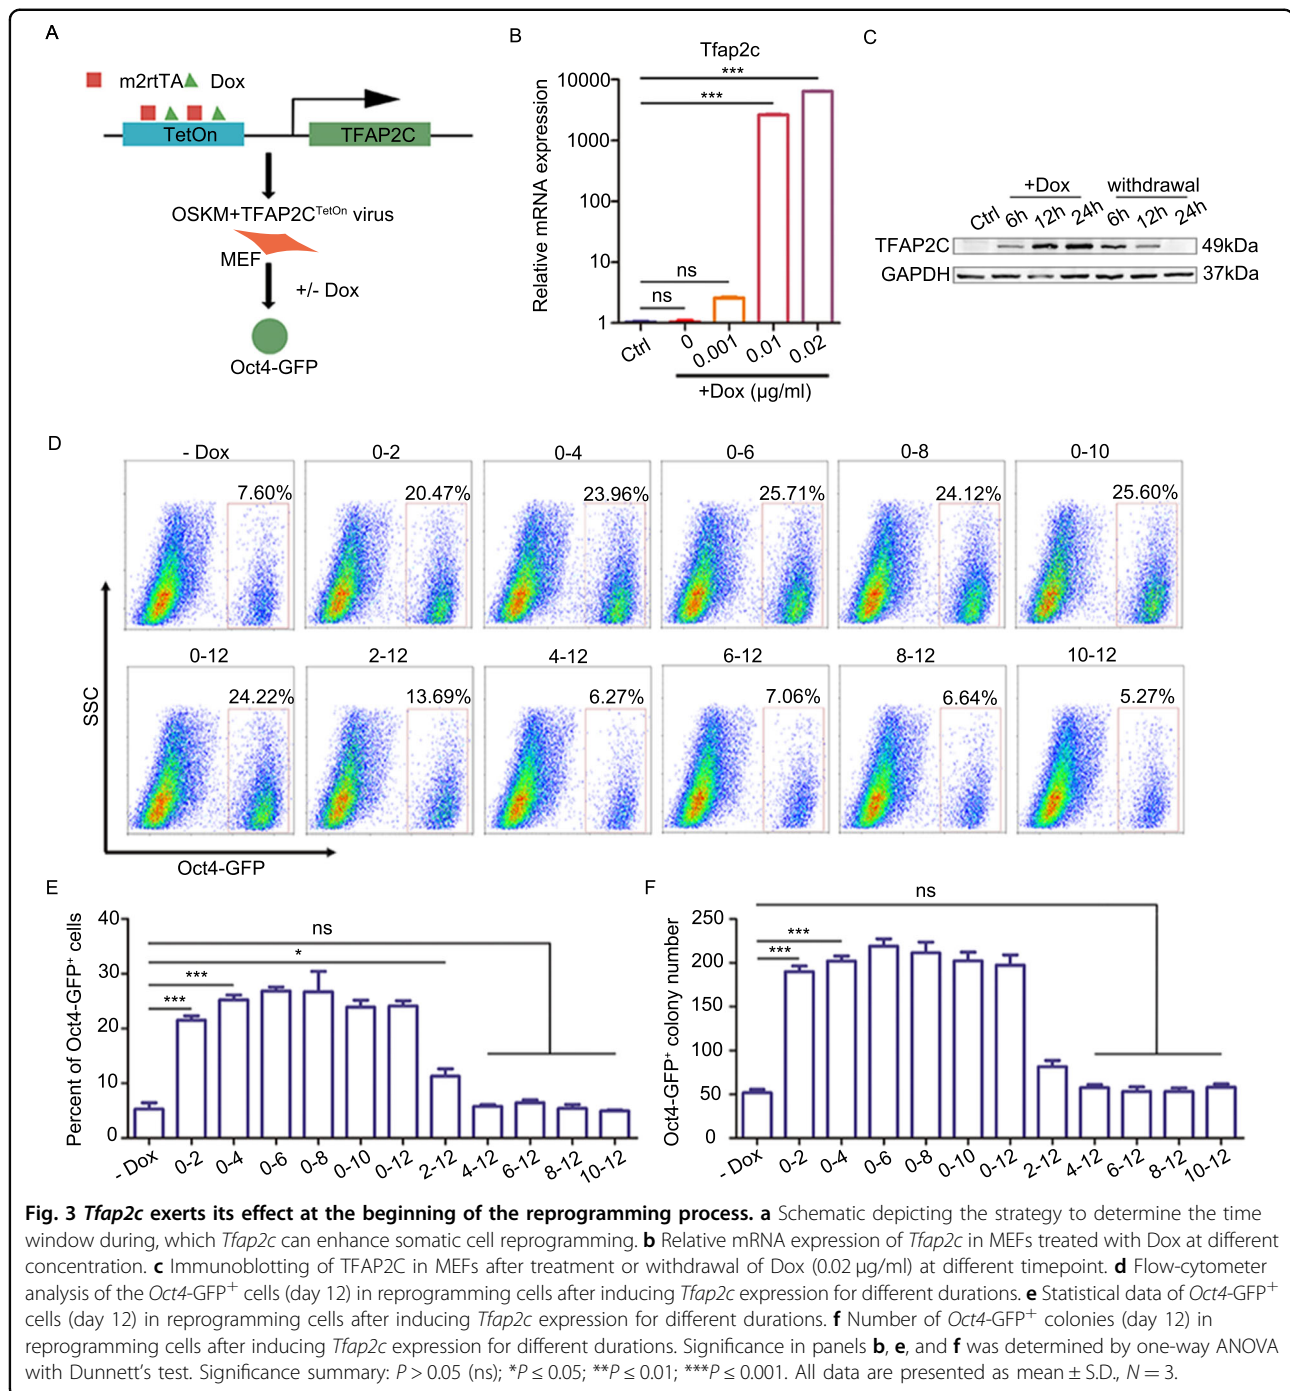 A
m2rtTA Dox
TetOn
TFAP2C
OSKM+TFAP2C^TetOn virus
MEF
+/- Dox
Oct4-GFP
B
Tfap2c
Relative mRNA expression
10000
1000
100
10
1
***
***
ns
ns
Ctrl
0
0.001
0.01
0.02
+Dox (µg/ml)
C
+Dox withdrawal
Ctrl 6h 12h 24h 6h 12h 24h
TFAP2C 49kDa
GAPDH 37kDa
D
- Dox 0-2 0-4 0-6 0-8 0-10
7.60% 20.47% 23.96% 25.71% 24.12% 25.60%
0-12 2-12 4-12 6-12 8-12 10-12
24.22% 13.69% 6.27% 7.06% 6.64% 5.27%
SSC
Oct4-GFP
E
Percent of Oct4-GFP⁺ cells
40
30
20
10
0
ns
*
***
***
- Dox 0-2 0-4 0-6 0-8 0-10 0-12 2-12 4-12 6-12 8-12 10-12
F
Oct4-GFP⁺ colony number
250
200
150
100
50
0
ns
***
***
- Dox 0-2 0-4 0-6 0-8 0-10 0-12 2-12 4-12 6-12 8-12 10-12
Fig. 3 Tfap2c exerts its effect at the beginning of the reprogramming process. a Schematic depicting the strategy to determine the time
window during, which Tfap2c can enhance somatic cell reprogramming. b Relative mRNA expression of Tfap2c in MEFs treated with Dox at different
concentration. c Immunoblotting of TFAP2C in MEFs after treatment or withdrawal of Dox (0.02 µg/ml) at different timepoint. d Flow-cytometer
analysis of the Oct4-GFP⁺ cells (day 12) in reprogramming cells after inducing Tfap2c expression for different durations. e Statistical data of Oct4-GFP⁺
cells (day 12) in reprogramming cells after inducing Tfap2c expression for different durations. f Number of Oct4-GFP⁺ colonies (day 12) in
reprogramming cells after inducing Tfap2c expression for different durations. Significance in panels b, e, and f was determined by one-way ANOVA
with Dunnett’s test. Significance summary: P > 0.05 (ns); *P ≤ 0.05; **P ≤ 0.01; ***P ≤ 0.001. All data are presented as mean ± S.D., N = 3.